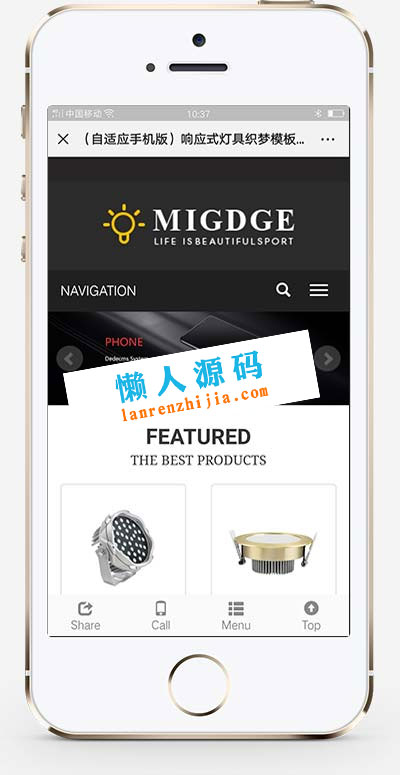 中国移动 10:37
（自适应手机版）响应式灯具织梦模板...
MIGDGE
LIFE ISBEAUTIFULSPORT
NAVIGATION
PHONE
Dedecms System
懒人源码
lanrenzhijia.com
FEATURED
THE BEST PRODUCTS
Share Call Menu Top